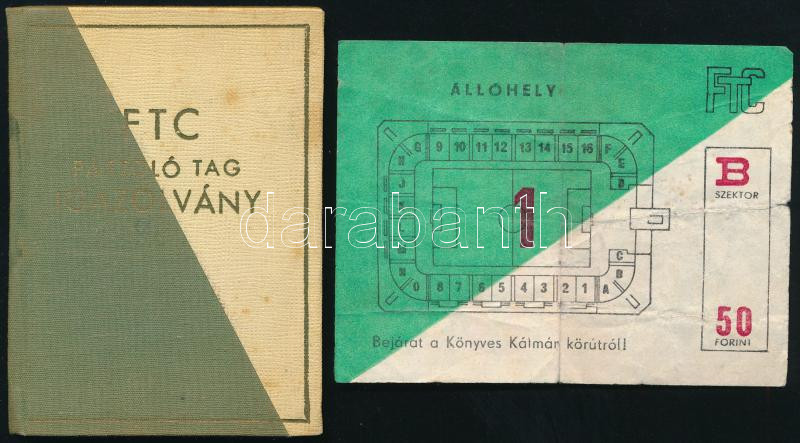 FTC
PÁRTOLÓ TAG
IGAZOLVÁNY
ÁLLÓHELY
FTC
G 9 10 11 12 13 14 15 16 F
H E
J D
1
B
SZEKTOR
C
N B
O 8 7 6 5 4 3 2 1 A
50
FORINT
Bejárat a Könyves Kálmán körútról!
darabanth